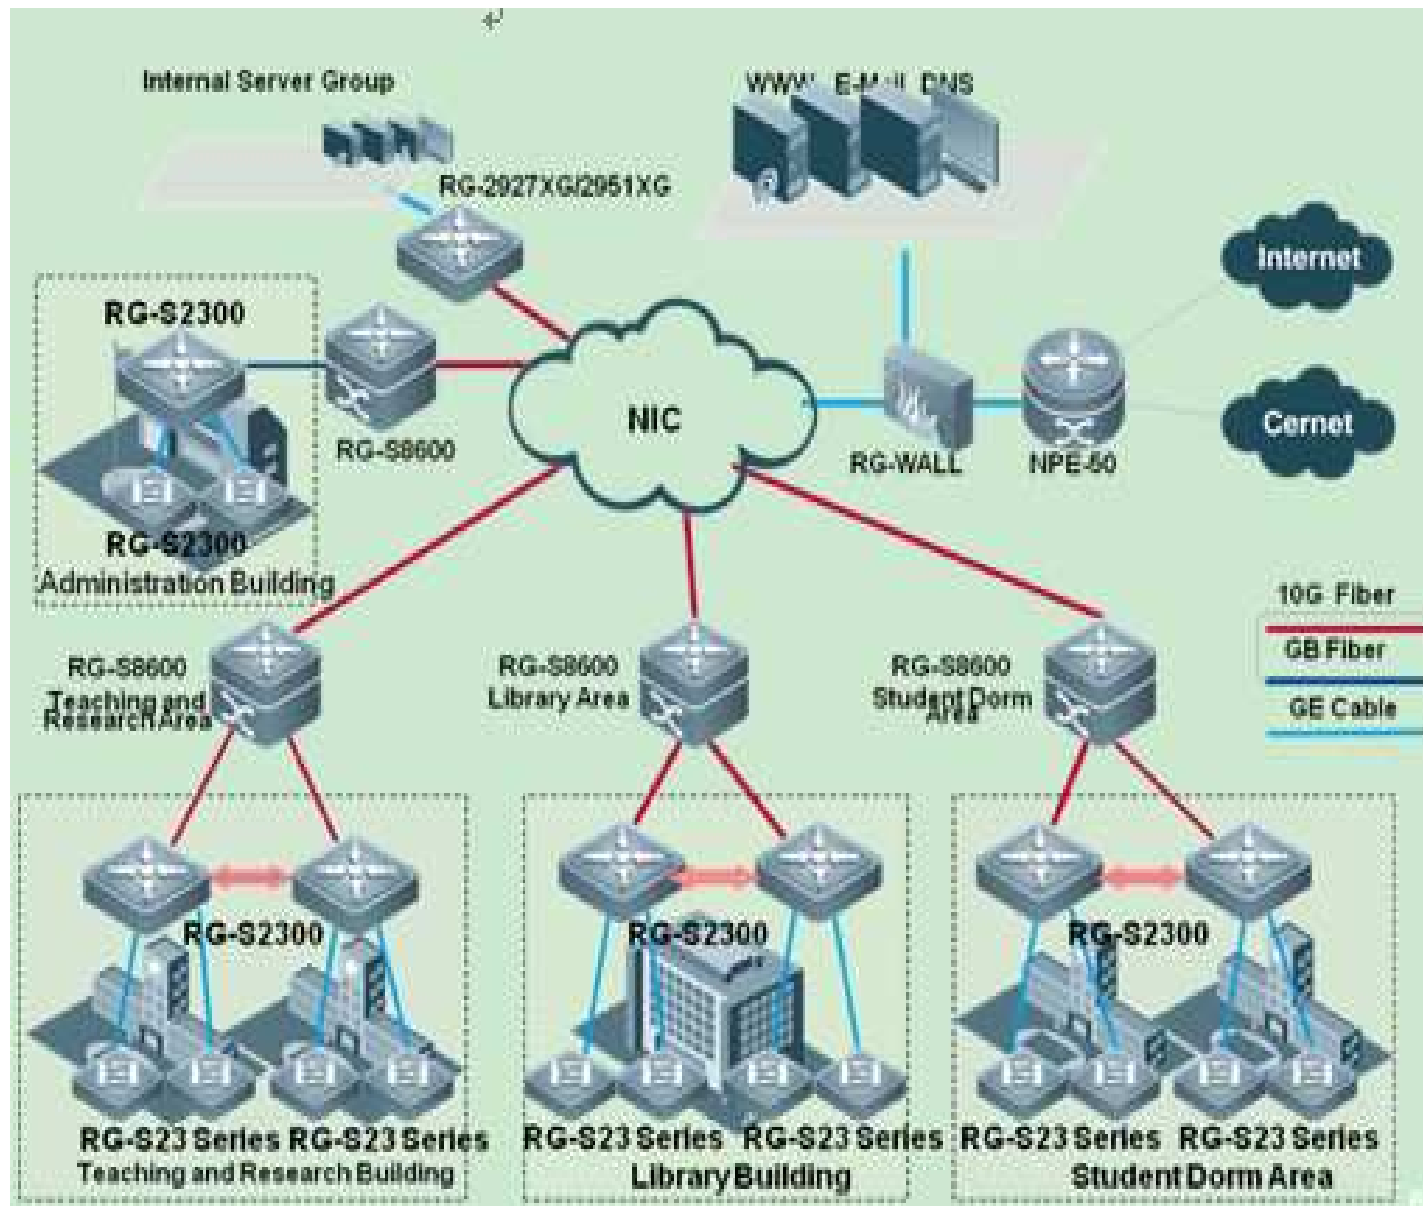 Internal Server Group
WWW E-Mail DNS
RG-2927XG/2951XG
Internet
RG-S2300
NIC
Cernet
RG-S8600
RG-WALL
NPE-50
RG-S2300
Administration Building
10G Fiber
GB Fiber
GE Cable
RG-S8600
Teaching and
Research Area
RG-S8600
Library Area
RG-S8600
Student Dorm
Area
RG-S2300
RG-S2300
RG-S2300
RG-S23 Series RG-S23 Series
Teaching and Research Building
RG-S23 Series RG-S23 Series
Library Building
RG-S23 Series RG-S23 Series
Student Dorm Area